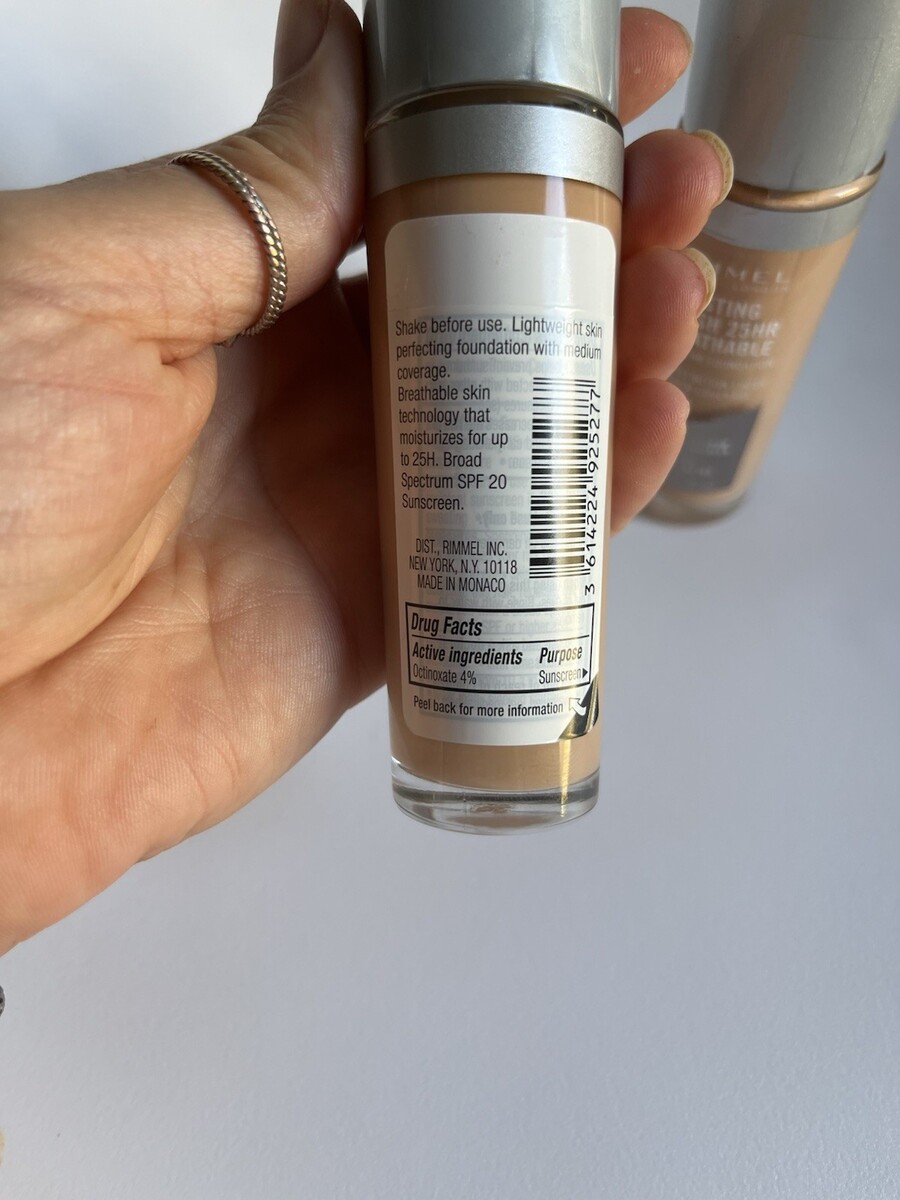 Shake before use. Lightweight skin
perfecting foundation with medium
coverage.
Breathable skin
technology that
moisturizes for up
to 25H. Broad
Spectrum SPF 20
Sunscreen.
DIST., RIMMEL INC.
NEW YORK, N.Y. 10118
MADE IN MONACO
3 614224 925277
Drug Facts
Active ingredients Purpose
Octinoxate 4% Sunscreen
Peel back for more information
25HR